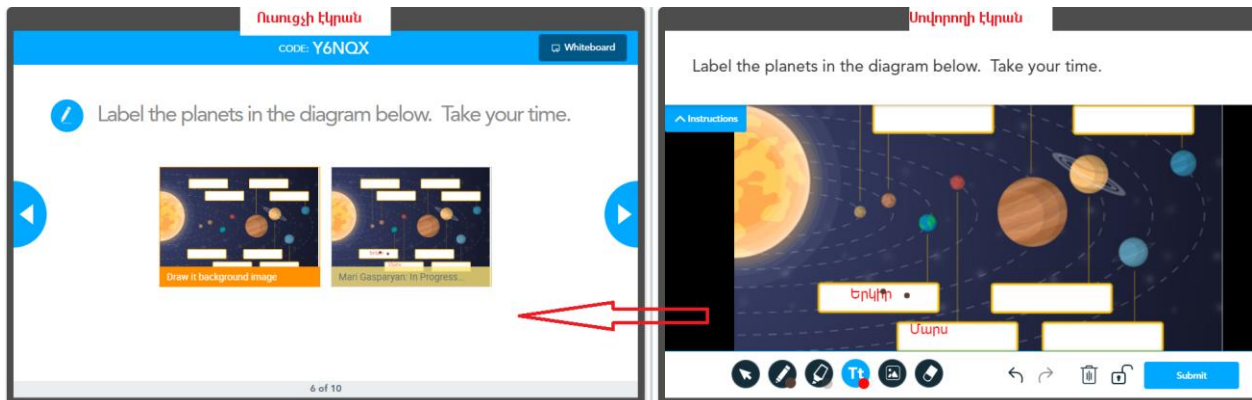 Ուսուցչի էկրան
CODE: Y6NQX
Whiteboard
Label the planets in the diagram below. Take your time.
Draw it background image
Mari Gasparyan: In Progress...
6 of 10
Սովորողի էկրան
Label the planets in the diagram below. Take your time.
Instructions
Երկիր
Մարս
Tt
Submit